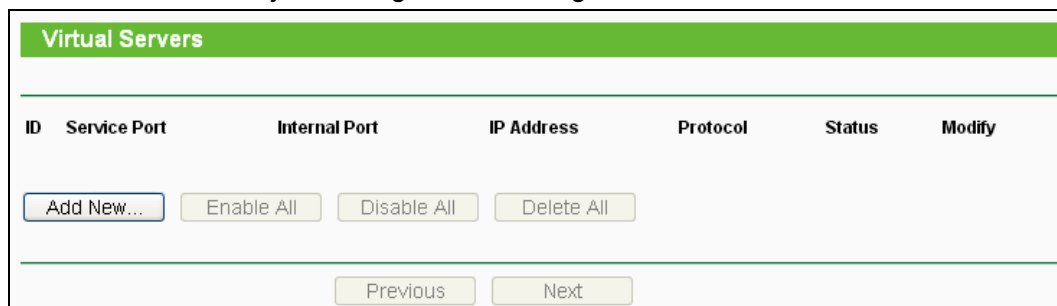 Virtual Servers
ID Service Port Internal Port IP Address Protocol Status Modify
Add New... Enable All Disable All Delete All
Previous Next